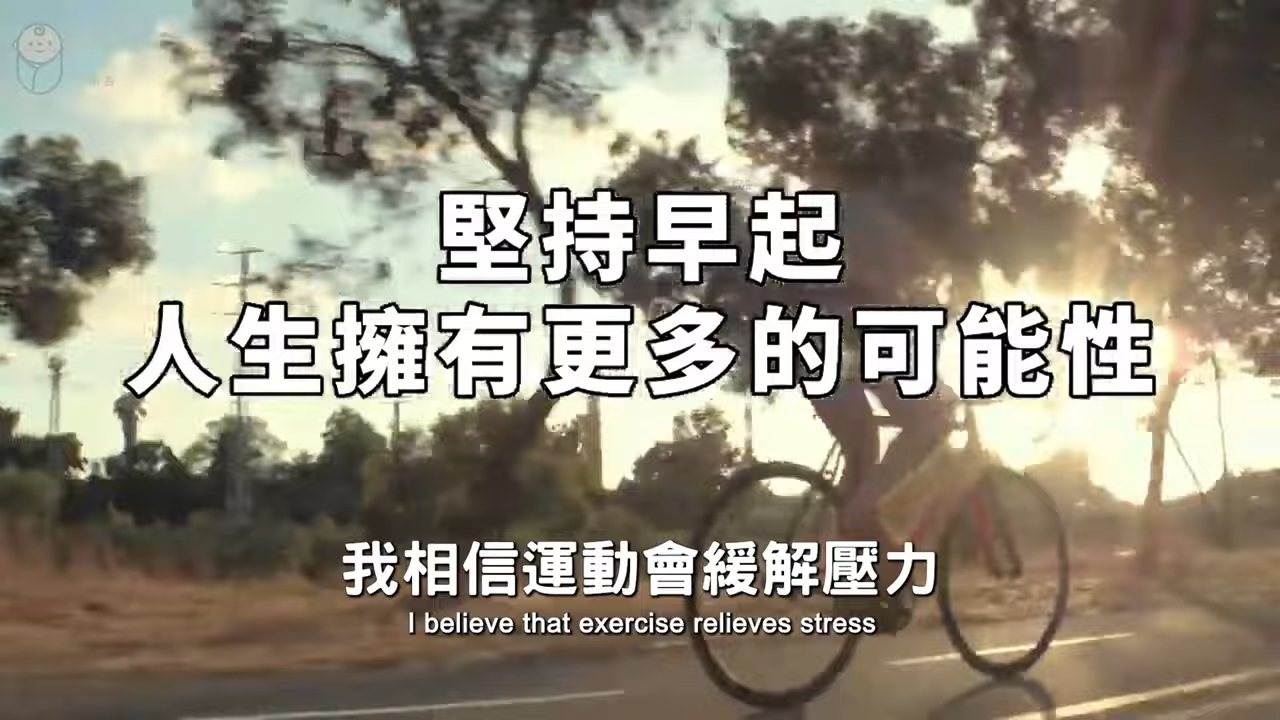 堅持早起
人生擁有更多的可能性
我相信運動會緩解壓力
I believe that exercise relieves stress